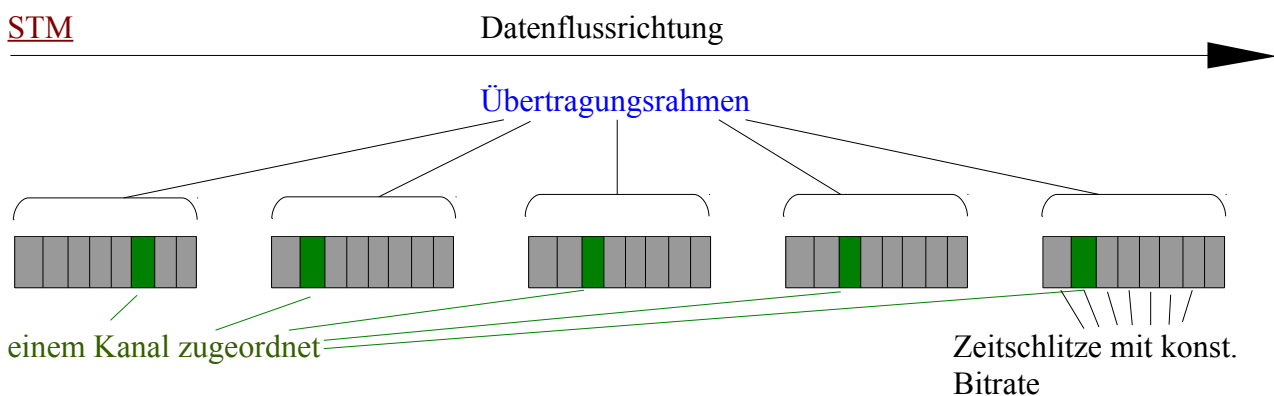 STM
Datenflussrichtung
Übertragungsrahmen
einem Kanal zugeordnet
Zeitschlitze mit konst.
Bitrate